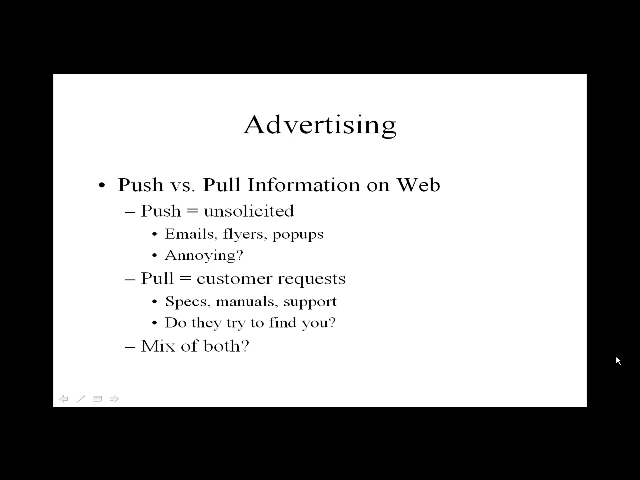 Advertising
• Push vs. Pull Information on Web
– Push = unsolicited
• Emails, flyers, popups
• Annoying?
– Pull = customer requests
• Specs, manuals, support
• Do they try to find you?
– Mix of both?